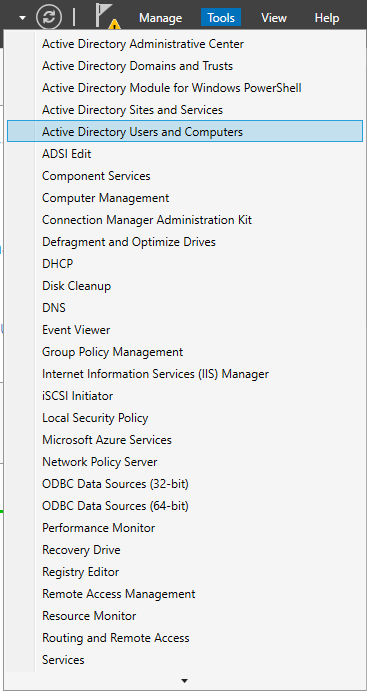 Manage Tools View Help
Active Directory Administrative Center
Active Directory Domains and Trusts
Active Directory Module for Windows PowerShell
Active Directory Sites and Services
Active Directory Users and Computers
ADSI Edit
Component Services
Computer Management
Connection Manager Administration Kit
Defragment and Optimize Drives
DHCP
Disk Cleanup
DNS
Event Viewer
Group Policy Management
Internet Information Services (IIS) Manager
iSCSI Initiator
Local Security Policy
Microsoft Azure Services
Network Policy Server
ODBC Data Sources (32-bit)
ODBC Data Sources (64-bit)
Performance Monitor
Recovery Drive
Registry Editor
Remote Access Management
Resource Monitor
Routing and Remote Access
Services